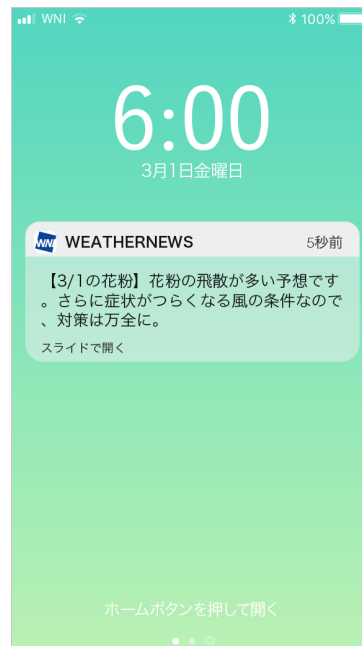 WNI 100%
6:00
3月1日金曜日
WNI WEATHERNEWS 5秒前
【3/1の花粉】花粉の飛散が多い予想です
。さらに症状がつらくなる風の条件なので
、対策は万全に。
スライドで開く
ホームボタンを押して開く